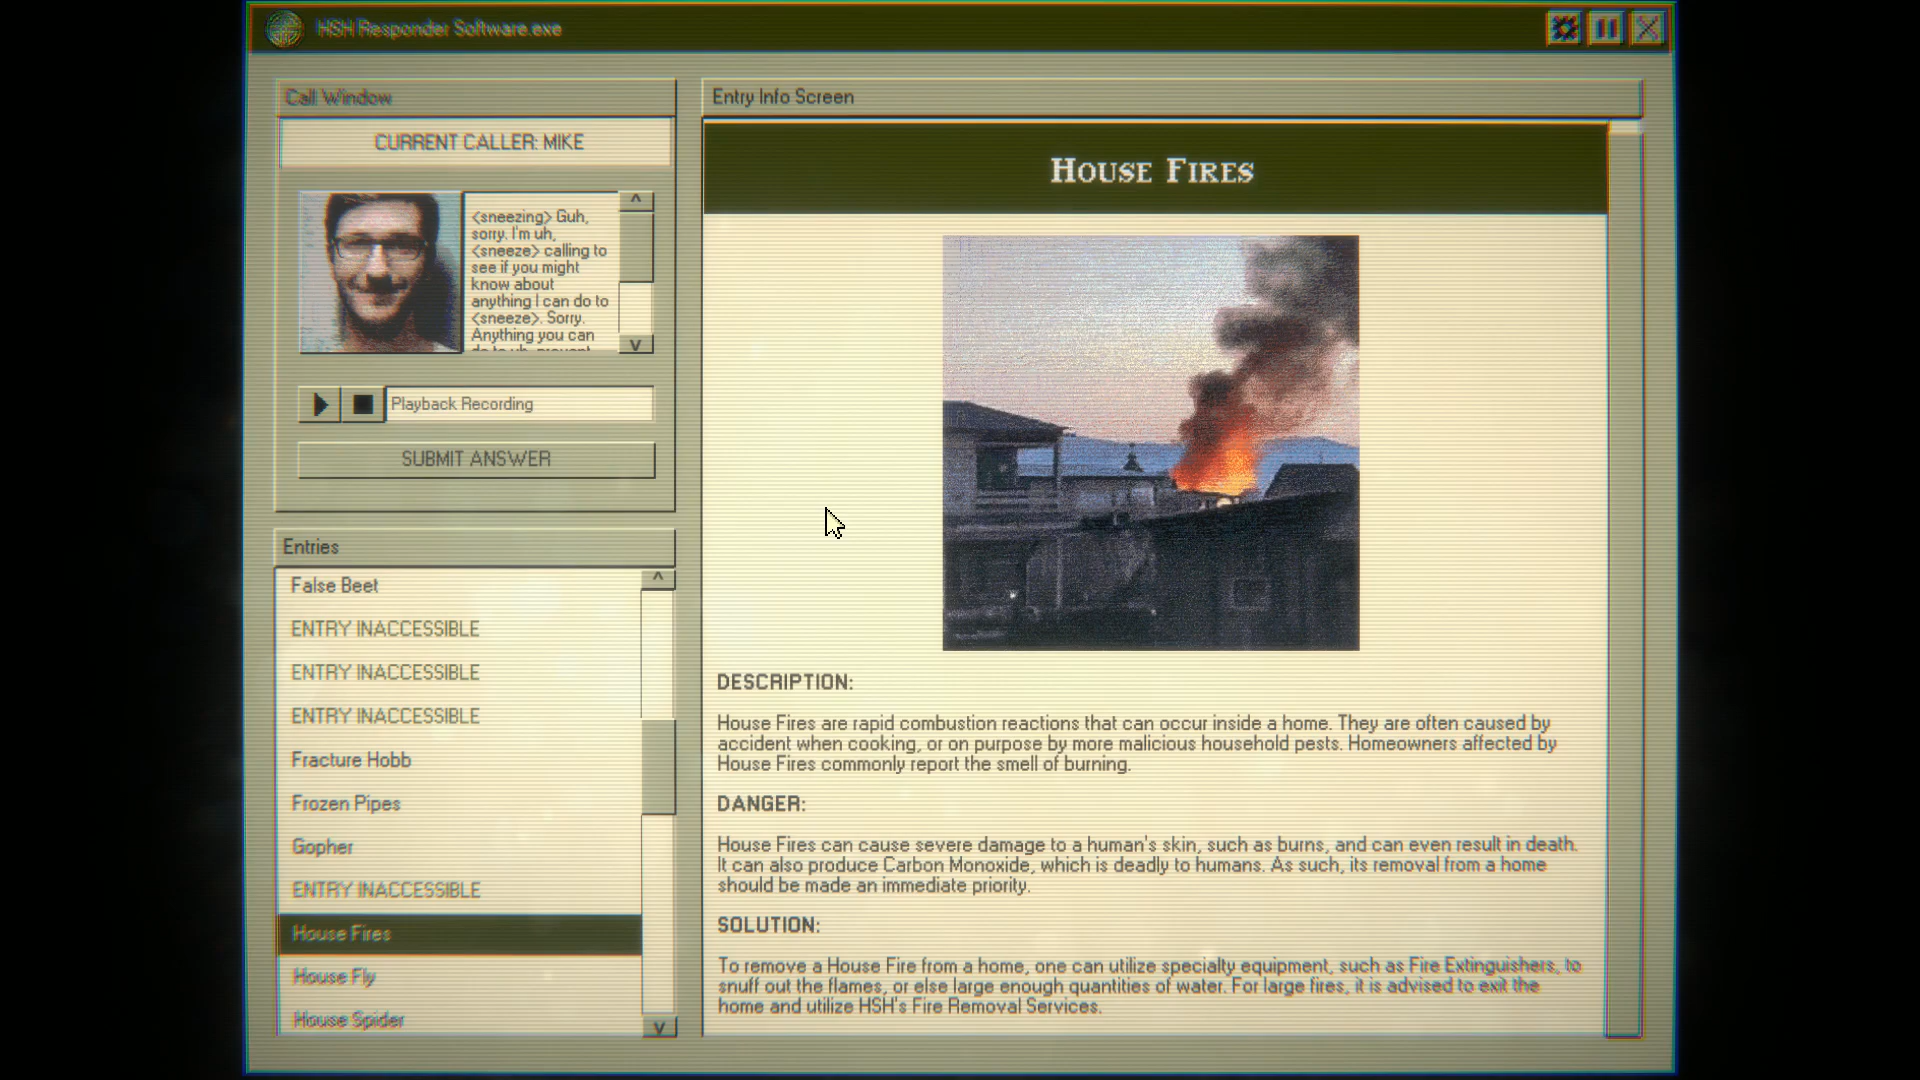 HSH Responder Software.exe
Call Window
CURRENT CALLER: MIKE
<sneezing> Guh,
sorry. I'm uh,
<sneeze> calling to
see if you might
know about
anything I can do to
<sneeze>. Sorry.
Anything you can
do to uh, prevent
Playback Recording
SUBMIT ANSWER
Entries
False Beet
ENTRY INACCESSIBLE
ENTRY INACCESSIBLE
ENTRY INACCESSIBLE
Fracture Hobb
Frozen Pipes
Gopher
ENTRY INACCESSIBLE
House Fires
House Fly
House Spider
Entry Info Screen
House Fires
DESCRIPTION:
House Fires are rapid combustion reactions that can occur inside a home. They are often caused by
accident when cooking, or on purpose by more malicious household pests. Homeowners affected by
House Fires commonly report the smell of burning.
DANGER:
House Fires can cause severe damage to a human's skin, such as burns, and can even result in death.
It can also produce Carbon Monoxide, which is deadly to humans. As such, its removal from a home
should be made an immediate priority.
SOLUTION:
To remove a House Fire from a home, one can utilize specialty equipment, such as Fire Extinguishers, to
snuff out the flames, or else large enough quantities of water. For large fires, it is advised to exit the
home and utilize HSH's Fire Removal Services.